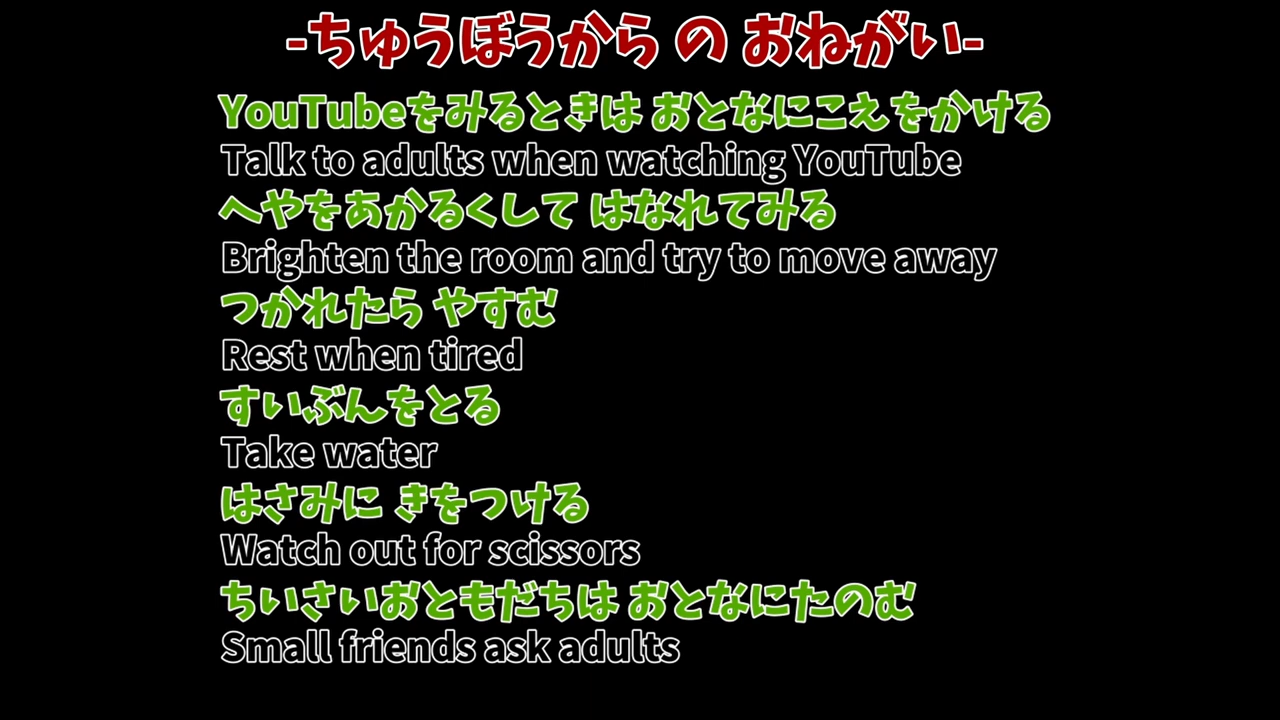 -ちゅうぼうから の おねがい-
YouTubeをみるときは おとなにこえをかける
Talk to adults when watching YouTube
へやをあかるくして はなれてみる
Brighten the room and try to move away
つかれたら やすむ
Rest when tired
すいぶんをとる
Take water
はさみに きをつける
Watch out for scissors
ちいさいおともだちは おとなにたのむ
Small friends ask adults